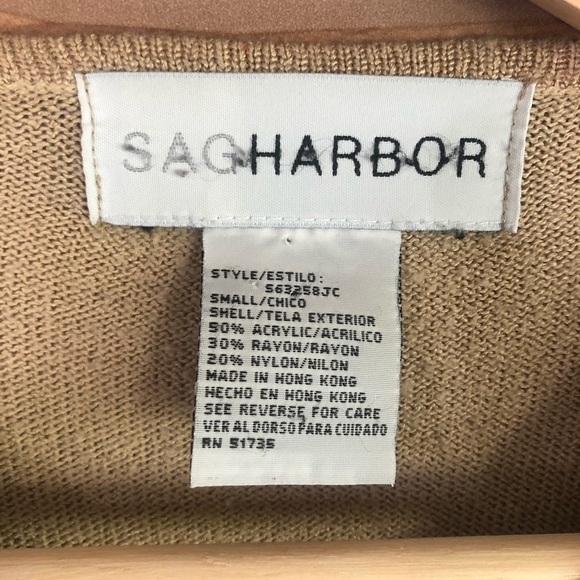 SAGHARBOR
STYLE/ESTILO:
S63258JC
SMALL/CHICO
SHELL/TELA EXTERIOR
50% ACRYLIC/ACRILICO
30% RAYON/RAYON
20% NYLON/NILON
MADE IN HONG KONG
HECHO EN HONG KONG
SEE REVERSE FOR CARE
VER AL DORSO PARA CUIDADO
RN 51735